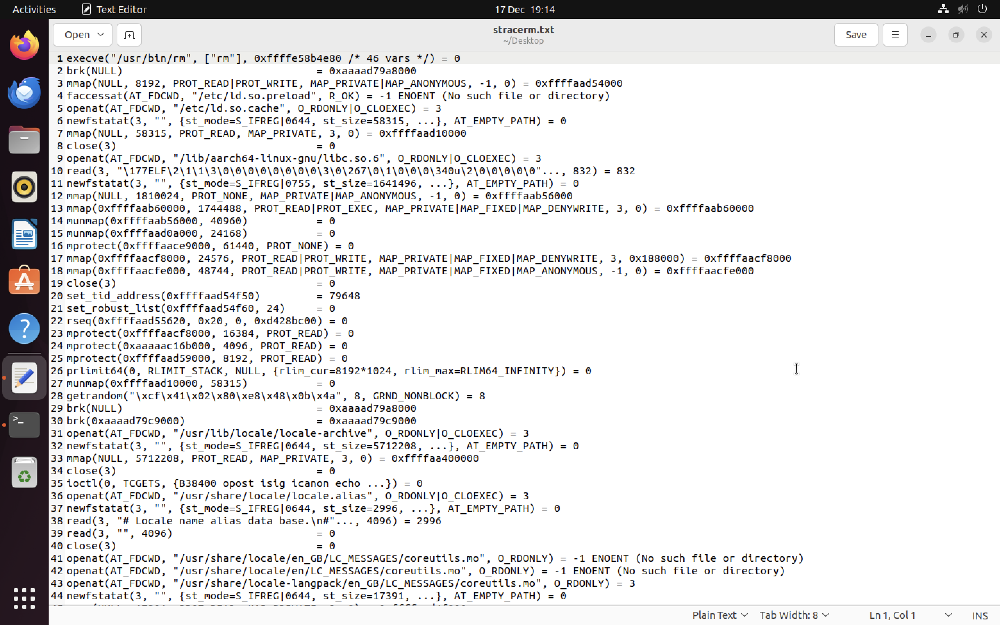 Activities Text Editor 17 Dec 19:14
Open stracerm.txt Save
~/Desktop
1 execve("/usr/bin/rm", ["rm"], 0xffffe58b4e80 /* 46 vars */) = 0
2 brk(NULL) = 0xaaaad79a8000
3 mmap(NULL, 8192, PROT_READ|PROT_WRITE, MAP_PRIVATE|MAP_ANONYMOUS, -1, 0) = 0xffffaad54000
4 faccessat(AT_FDCWD, "/etc/ld.so.preload", R_OK) = -1 ENOENT (No such file or directory)
5 openat(AT_FDCWD, "/etc/ld.so.cache", O_RDONLY|O_CLOEXEC) = 3
6 newfstatat(3, "", {st_mode=S_IFREG|0644, st_size=58315, ...}, AT_EMPTY_PATH) = 0
7 mmap(NULL, 58315, PROT_READ, MAP_PRIVATE, 3, 0) = 0xffffaad10000
8 close(3) = 0
9 openat(AT_FDCWD, "/lib/aarch64-linux-gnu/libc.so.6", O_RDONLY|O_CLOEXEC) = 3
10 read(3, "\177ELF\2\1\1\3\0\0\0\0\0\0\0\0\3\0\267\0\1\0\0\0\340u\2\0\0\0\0\0"..., 832) = 832
11 newfstatat(3, "", {st_mode=S_IFREG|0755, st_size=1641496, ...}, AT_EMPTY_PATH) = 0
12 mmap(NULL, 1810024, PROT_NONE, MAP_PRIVATE|MAP_ANONYMOUS, -1, 0) = 0xffffaab56000
13 mmap(0xffffaab60000, 1744488, PROT_READ|PROT_EXEC, MAP_PRIVATE|MAP_FIXED|MAP_DENYWRITE, 3, 0) = 0xffffaab60000
14 munmap(0xffffaab56000, 40960) = 0
15 munmap(0xffffaad0a000, 24168) = 0
16 mprotect(0xffffaace9000, 61440, PROT_NONE) = 0
17 mmap(0xffffaacf8000, 24576, PROT_READ|PROT_WRITE, MAP_PRIVATE|MAP_FIXED|MAP_DENYWRITE, 3, 0x188000) = 0xffffaacf8000
18 mmap(0xffffaacfe000, 48744, PROT_READ|PROT_WRITE, MAP_PRIVATE|MAP_FIXED|MAP_ANONYMOUS, -1, 0) = 0xffffaacfe000
19 close(3) = 0
20 set_tid_address(0xffffaad54f50) = 79648
21 set_robust_list(0xffffaad54f60, 24) = 0
22 rseq(0xffffaad55620, 0x20, 0, 0xd428bc00) = 0
23 mprotect(0xffffaacf8000, 16384, PROT_READ) = 0
24 mprotect(0xaaaaac16b000, 4096, PROT_READ) = 0
25 mprotect(0xffffaad59000, 8192, PROT_READ) = 0
26 prlimit64(0, RLIMIT_STACK, NULL, {rlim_cur=8192*1024, rlim_max=RLIM64_INFINITY}) = 0
27 munmap(0xffffaad10000, 58315) = 0
28 getrandom("\xcf\x41\x02\x80\xe8\x48\x0b\x4a", 8, GRND_NONBLOCK) = 8
29 brk(NULL) = 0xaaaad79a8000
30 brk(0xaaaad79c9000) = 0xaaaad79c9000
31 openat(AT_FDCWD, "/usr/lib/locale/locale-archive", O_RDONLY|O_CLOEXEC) = 3
32 newfstatat(3, "", {st_mode=S_IFREG|0644, st_size=5712208, ...}, AT_EMPTY_PATH) = 0
33 mmap(NULL, 5712208, PROT_READ, MAP_PRIVATE, 3, 0) = 0xffffaa400000
34 close(3) = 0
35 ioctl(0, TCGETS, {B38400 opost isig icanon echo ...}) = 0
36 openat(AT_FDCWD, "/usr/share/locale/locale.alias", O_RDONLY|O_CLOEXEC) = 3
37 newfstatat(3, "", {st_mode=S_IFREG|0644, st_size=2996, ...}, AT_EMPTY_PATH) = 0
38 read(3, "# Locale name alias data base.\n#"..., 4096) = 2996
39 read(3, "", 4096) = 0
40 close(3) = 0
41 openat(AT_FDCWD, "/usr/share/locale/en_GB/LC_MESSAGES/coreutils.mo", O_RDONLY) = -1 ENOENT (No such file or directory)
42 openat(AT_FDCWD, "/usr/share/locale/en/LC_MESSAGES/coreutils.mo", O_RDONLY) = -1 ENOENT (No such file or directory)
43 openat(AT_FDCWD, "/usr/share/locale-langpack/en_GB/LC_MESSAGES/coreutils.mo", O_RDONLY) = 3
44 newfstatat(3, "", {st_mode=S_IFREG|0644, st_size=17391, ...}, AT_EMPTY_PATH) = 0
Plain Text Tab Width: 8 Ln 1, Col 1 INS